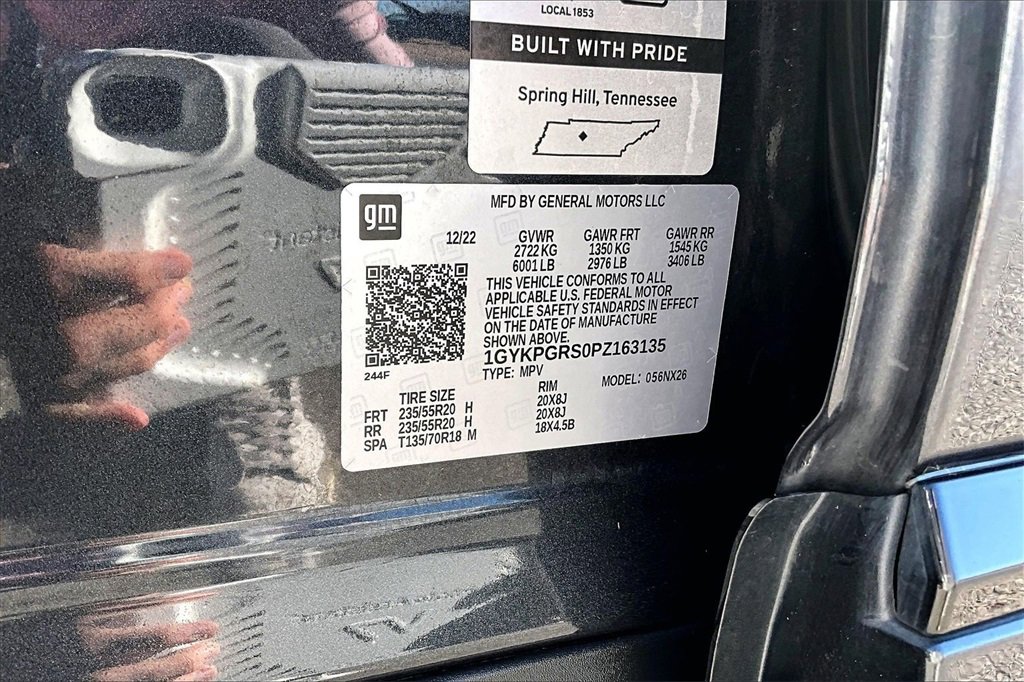 LOCAL 1853
BUILT WITH PRIDE
Spring Hill, Tennessee
gm
MFD BY GENERAL MOTORS LLC
12/22 GVWR GAWR FRT GAWR RR
2722 KG 1350 KG 1545 KG
6001 LB 2976 LB 3406 LB
THIS VEHICLE CONFORMS TO ALL
APPLICABLE U.S. FEDERAL MOTOR
VEHICLE SAFETY STANDARDS IN EFFECT
ON THE DATE OF MANUFACTURE
SHOWN ABOVE.
1GYKPGRS0PZ163135
244F
TYPE: MPV MODEL: 056NX26
TIRE SIZE RIM
FRT 235/55R20 H 20X8J
RR 235/55R20 H 20X8J
SPA T135/70R18 M 18X4.5B